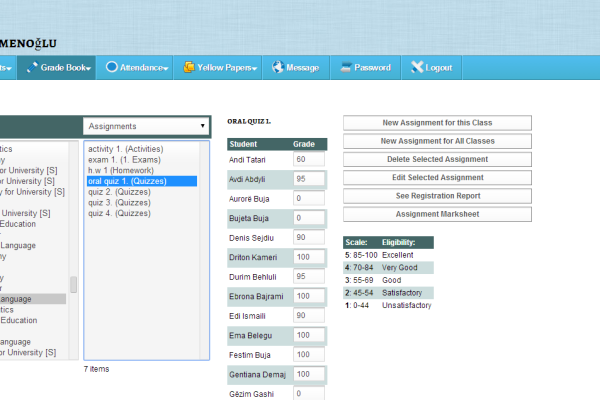 MENOğLU
ts
Grade Book
Attendance
Yellow Papers
Message
Password
Logout
Assignments
tics
y
or University [S]
University [S]
y for University [S]
University [S]
Education
r
Language
ny
y
r
Language
tics
Education
Language
or University [S]
activity 1. (Activities)
exam 1. (1. Exams)
h.w 1 (Homework)
oral quiz 1. (Quizzes)
quiz 2. (Quizzes)
quiz 3. (Quizzes)
quiz 4. (Quizzes)
7 items
ORAL QUIZ 1.
Student Grade
Andi Tatari 60
Avdi Abdyli 95
Auroré Buja 0
Bujeta Buja 0
Denis Sejdiu 90
Driton Kameri 100
Durim Behluli 95
Ebrona Bajrami 100
Edi Ismaili 90
Ema Belegu 100
Festim Buja 100
Gentiana Demaj 100
Gëzim Gashi 0
New Assignment for this Class
New Assignment for All Classes
Delete Selected Assignment
Edit Selected Assignment
See Registration Report
Assignment Marksheet
Scale: Eligibility:
5: 85-100 Excellent
4: 70-84 Very Good
3: 55-69 Good
2: 45-54 Satisfactory
1: 0-44 Unsatisfactory